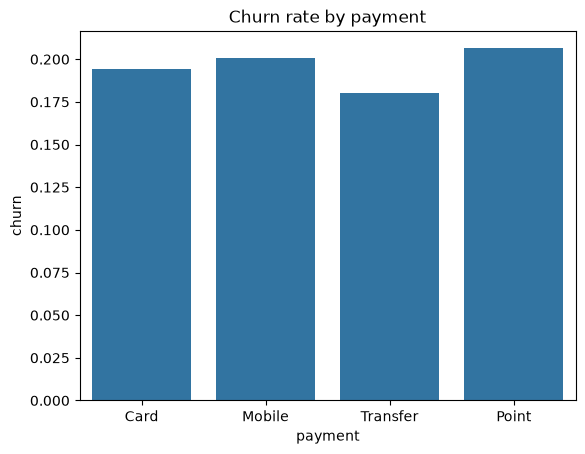 Churn rate by payment
0.200
0.175
0.150
0.125
0.100
0.075
0.050
0.025
0.000
churn
Card Mobile Transfer Point
payment